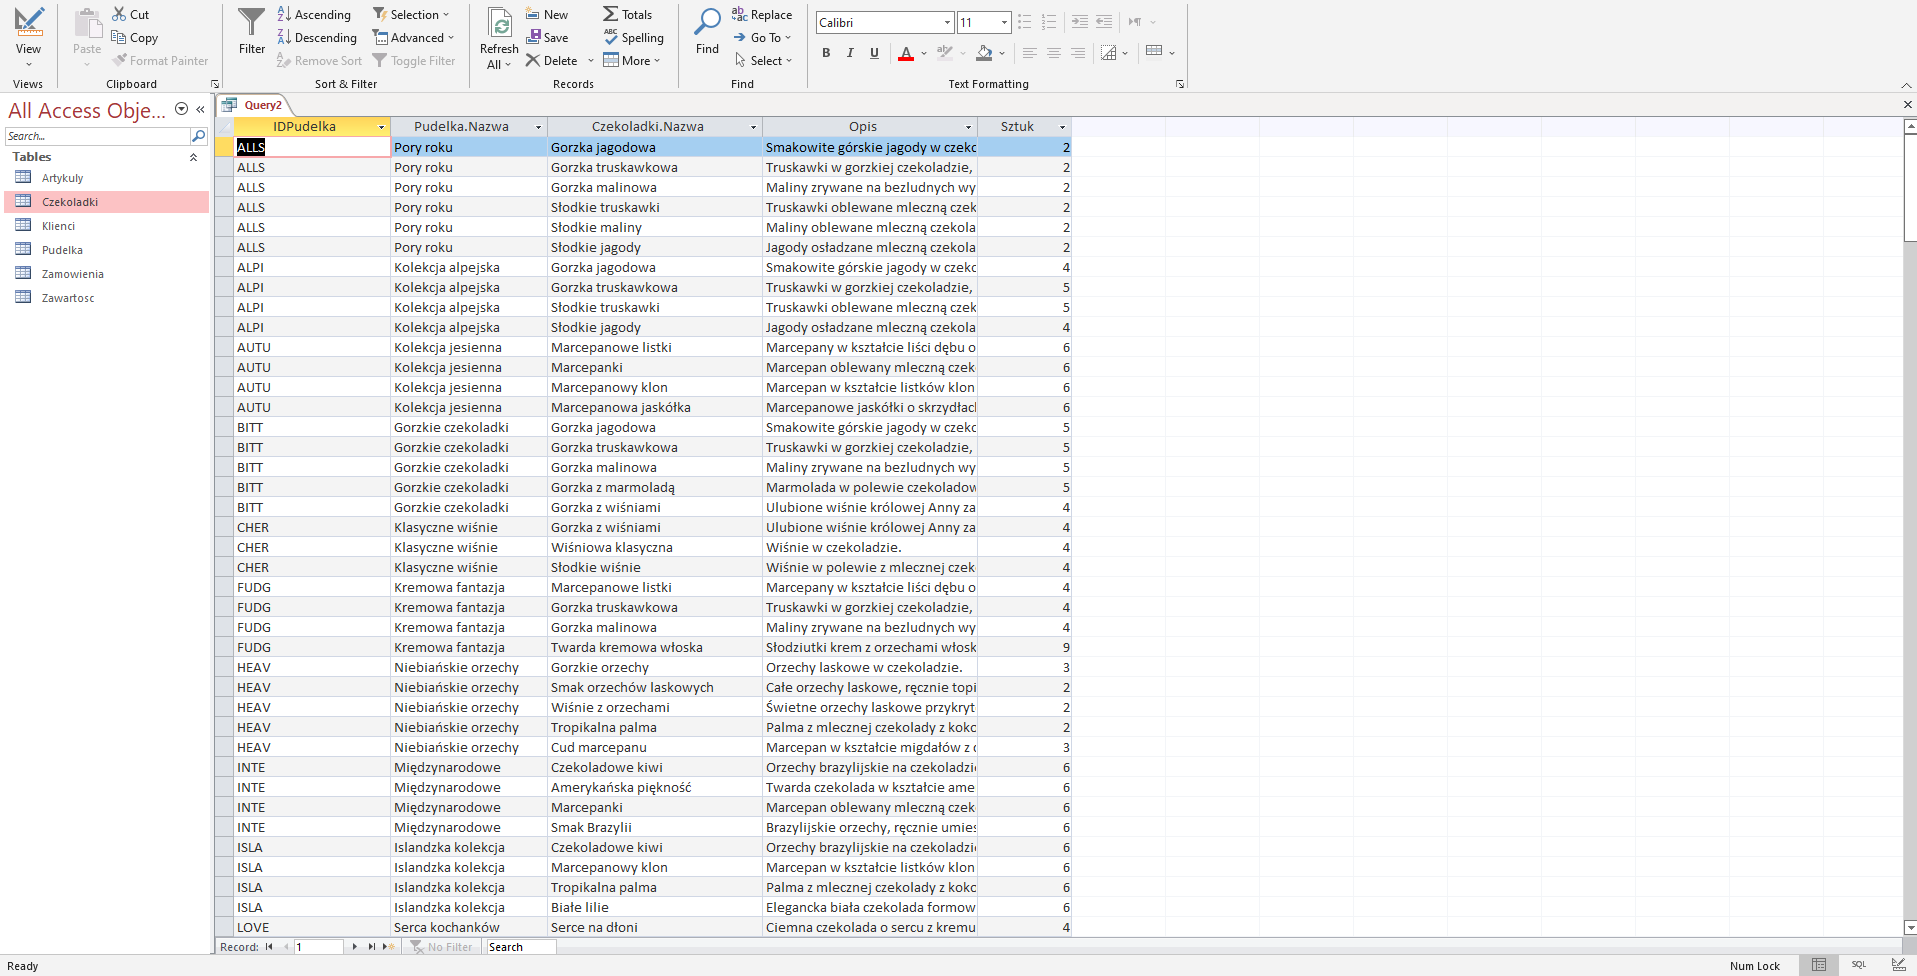 View
Views
Paste
Cut
Copy
Format Painter
Clipboard
Filter
Ascending
Descending
Remove Sort
Selection
Advanced
Toggle Filter
Sort & Filter
Refresh
All
New
Save
Delete
Totals
Spelling
More
Records
Find
Replace
Go To
Select
Find
Calibri
11
B I U A
Text Formatting
All Access Obje...
Search...
Tables
Artykuly
Czekoladki
Klienci
Pudelka
Zamowienia
Zawartosc
Query2
IDPudelka Pudelka.Nazwa Czekoladki.Nazwa Opis Sztuk
ALLS Pory roku Gorzka jagodowa Smakowite górskie jagody w czekc 2
ALLS Pory roku Gorzka truskawkowa Truskawki w gorzkiej czekoladzie, 2
ALLS Pory roku Gorzka malinowa Maliny zrywane na bezludnych wy 2
ALLS Pory roku Słodkie truskawki Truskawki oblewane mleczną czek 2
ALLS Pory roku Słodkie maliny Maliny oblewane mleczną czekola 2
ALLS Pory roku Słodkie jagody Jagody osładzane mleczną czekola 2
ALPI Kolekcja alpejska Gorzka jagodowa Smakowite górskie jagody w czekc 4
ALPI Kolekcja alpejska Gorzka truskawkowa Truskawki w gorzkiej czekoladzie, 5
ALPI Kolekcja alpejska Słodkie truskawki Truskawki oblewane mleczną czek 5
ALPI Kolekcja alpejska Słodkie jagody Jagody osładzane mleczną czekola 4
AUTU Kolekcja jesienna Marcepanowe listki Marcepany w kształcie liści dębu o 6
AUTU Kolekcja jesienna Marcepanki Marcepan oblewany mleczną czek 6
AUTU Kolekcja jesienna Marcepanowy klon Marcepan w kształcie listków klon 6
AUTU Kolekcja jesienna Marcepanowa jaskółka Marcepanowe jaskółki o skrzydłach 6
BITT Gorzkie czekoladki Gorzka jagodowa Smakowite górskie jagody w czekc 5
BITT Gorzkie czekoladki Gorzka truskawkowa Truskawki w gorzkiej czekoladzie, 5
BITT Gorzkie czekoladki Gorzka malinowa Maliny zrywane na bezludnych wy 5
BITT Gorzkie czekoladki Gorzka z marmoladą Marmolada w polewie czekoladow 5
BITT Gorzkie czekoladki Gorzka z wiśniami Ulubione wiśnie królowej Anny za 4
CHER Klasyczne wiśnie Gorzka z wiśniami Ulubione wiśnie królowej Anny za 4
CHER Klasyczne wiśnie Wiśniowa klasyczna Wiśnie w czekoladzie. 4
CHER Klasyczne wiśnie Słodkie wiśnie Wiśnie w polewie z mlecznej czek 4
FUDG Kremowa fantazja Marcepanowe listki Marcepany w kształcie liści dębu o 4
FUDG Kremowa fantazja Gorzka truskawkowa Truskawki w gorzkiej czekoladzie, 4
FUDG Kremowa fantazja Gorzka malinowa Maliny zrywane na bezludnych wy 4
FUDG Kremowa fantazja Twarda kremowa włoska Słodziutki krem z orzechami włosk 9
HEAV Niebiańskie orzechy Gorzkie orzechy Orzechy laskowe w czekoladzie. 3
HEAV Niebiańskie orzechy Smak orzechów laskowych Całe orzechy laskowe, ręcznie topi 2
HEAV Niebiańskie orzechy Wiśnie z orzechami Świetne orzechy laskowe przykryt 2
HEAV Niebiańskie orzechy Tropikalna palma Palma z mlecznej czekolady z kokc 2
HEAV Niebiańskie orzechy Cud marcepanu Marcepan w kształcie migdałów z c 3
INTE Międzynarodowe Czekoladowe kiwi Orzechy brazylijskie na czekoladzi 6
INTE Międzynarodowe Amerykańska piękność Twarda czekolada w kształcie ame 6
INTE Międzynarodowe Marcepanki Marcepan oblewany mleczną czek 6
INTE Międzynarodowe Smak Brazylii Brazylijskie orzechy, ręcznie umies 6
ISLA Islandzka kolekcja Czekoladowe kiwi Orzechy brazylijskie na czekoladzi 6
ISLA Islandzka kolekcja Marcepanowy klon Marcepan w kształcie listków klon 6
ISLA Islandzka kolekcja Tropikalna palma Palma z mlecznej czekolady z kokc 6
ISLA Islandzka kolekcja Białe lilie Elegancka biała czekolada formow 6
LOVE Serca kochanków Serce na dłoni Ciemna czekolada o sercu z kremu 4
Record: 1 No Filter Search
Ready Num Lock SQL